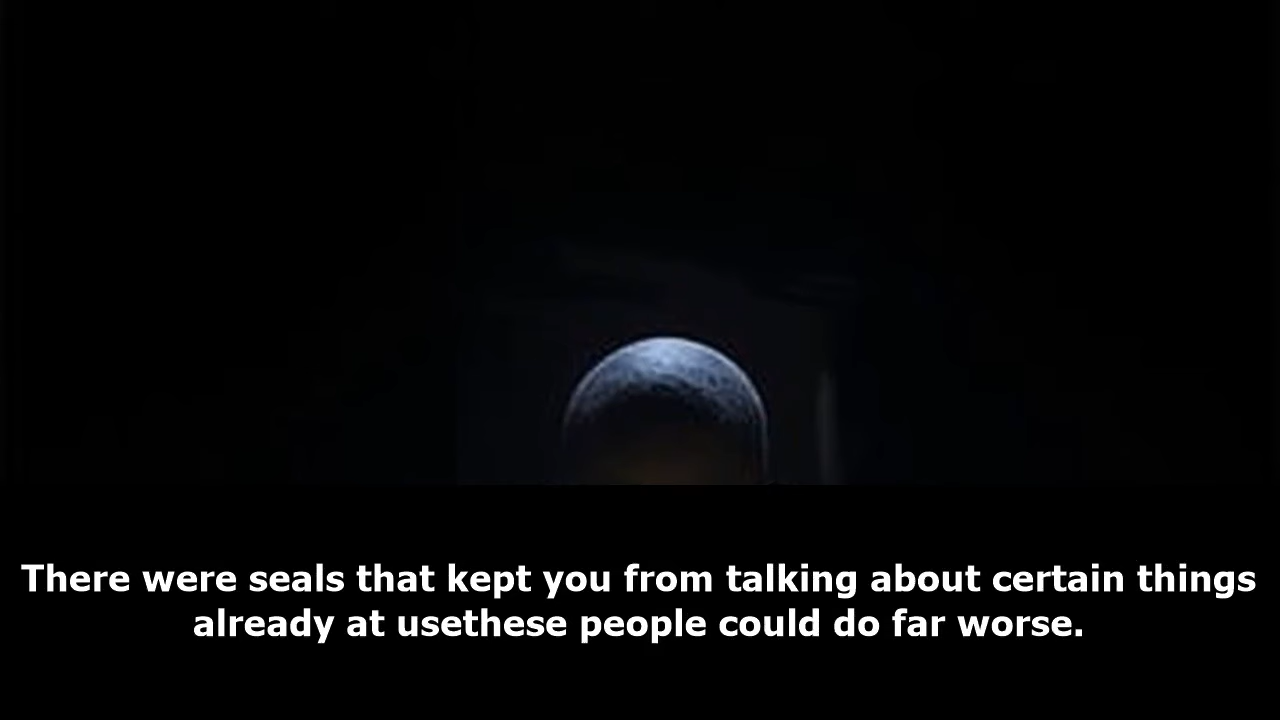 There were seals that kept you from talking about certain things
already at usethese people could do far worse.